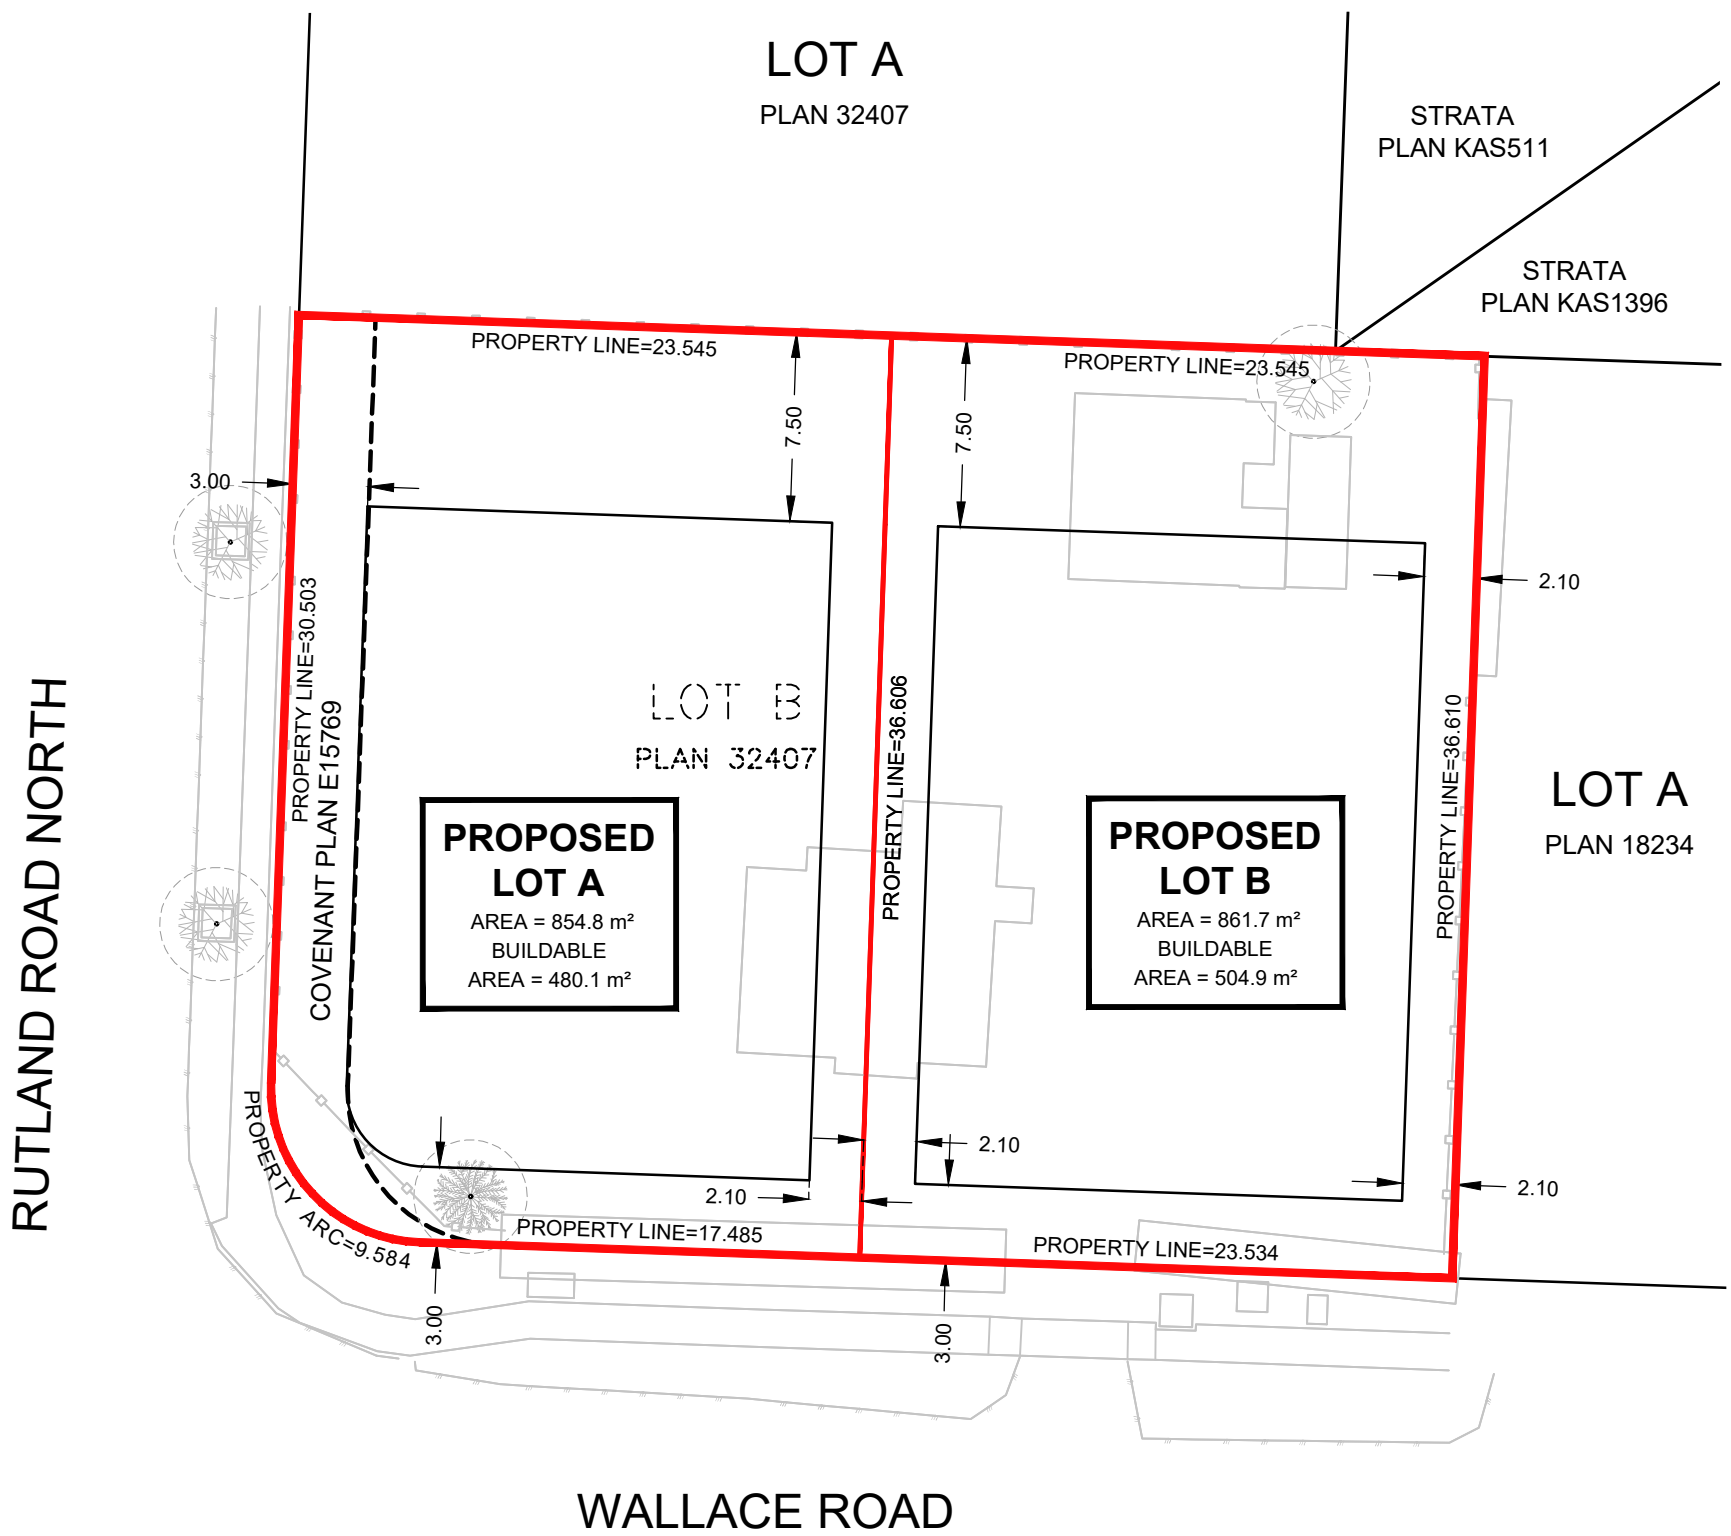 LOT A
PLAN 32407
STRATA
PLAN KAS511
STRATA
PLAN KAS1396
PROPERTY LINE=23.545
PROPERTY LINE=23.545
7.50
7.50
3.00
2.10
PROPERTY LINE=30.503
COVENANT PLAN E15769
LOT B
PLAN 32407
PROPERTY LINE=36.606
PROPERTY LINE=36.610
RUTLAND ROAD NORTH
LOT A
PLAN 18234
PROPOSED
LOT A
AREA = 854.8 m²
BUILDABLE
AREA = 480.1 m²
PROPOSED
LOT B
AREA = 861.7 m²
BUILDABLE
AREA = 504.9 m²
2.10
2.10
2.10
PROPERTY ARC=9.584
PROPERTY LINE=17.485
PROPERTY LINE=23.534
3.00
3.00
WALLACE ROAD